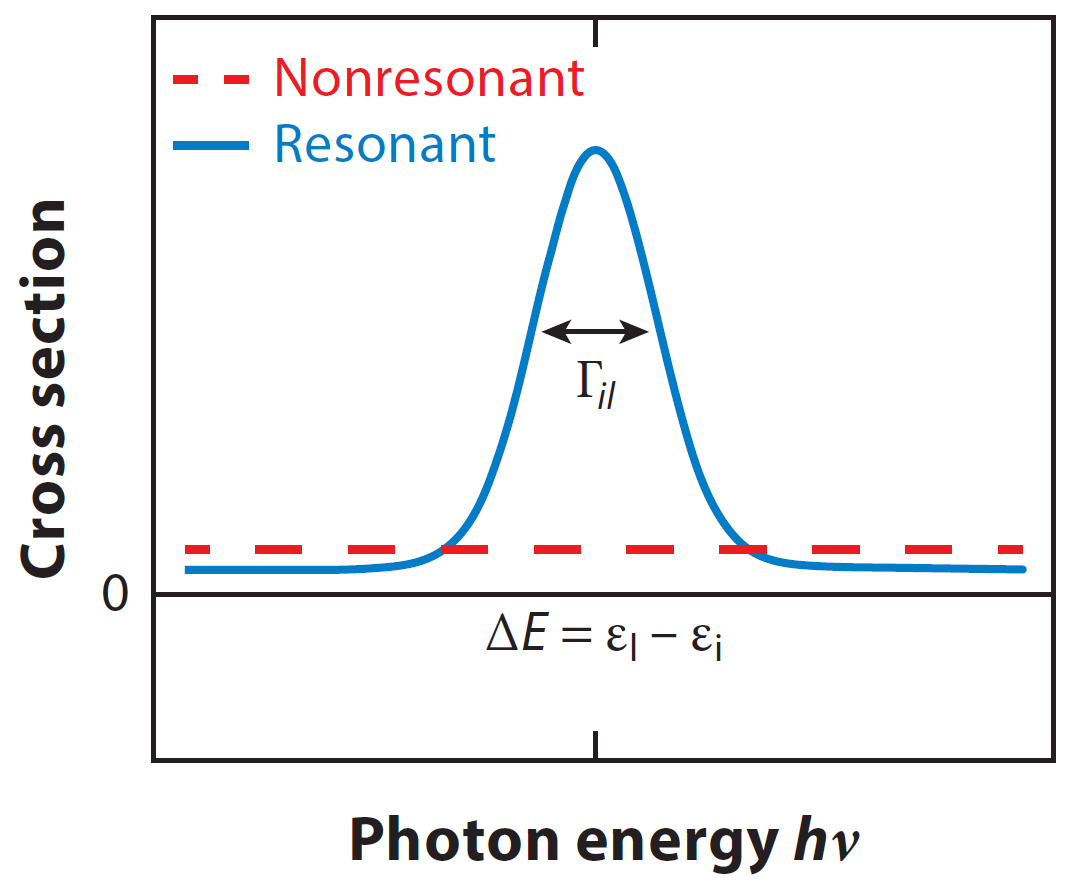 Nonresonant
Resonant
Cross section
Γil
0
ΔE = εl − εi
Photon energy hν